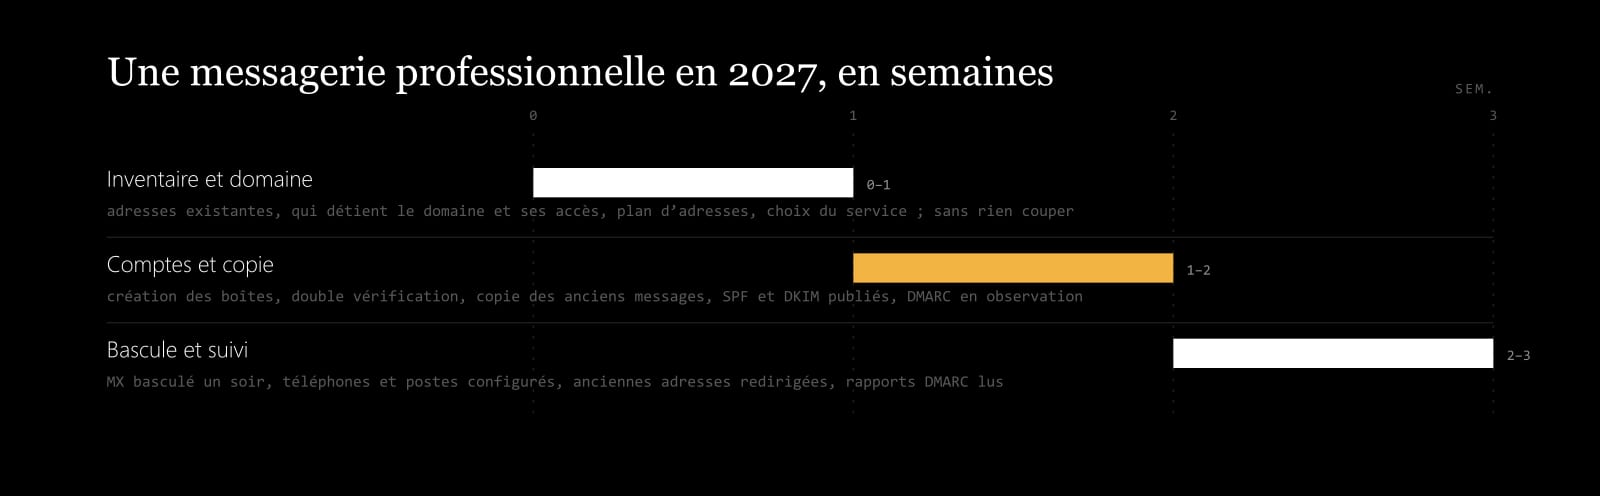 Une messagerie professionnelle en 2027, en semaines
SEM.
0 1 2 3
Inventaire et domaine
0–1
adresses existantes, qui détient le domaine et ses accès, plan d’adresses, choix du service ; sans rien couper
Comptes et copie
1–2
création des boîtes, double vérification, copie des anciens messages, SPF et DKIM publiés, DMARC en observation
Bascule et suivi
2–3
MX basculé un soir, téléphones et postes configurés, anciennes adresses redirigées, rapports DMARC lus